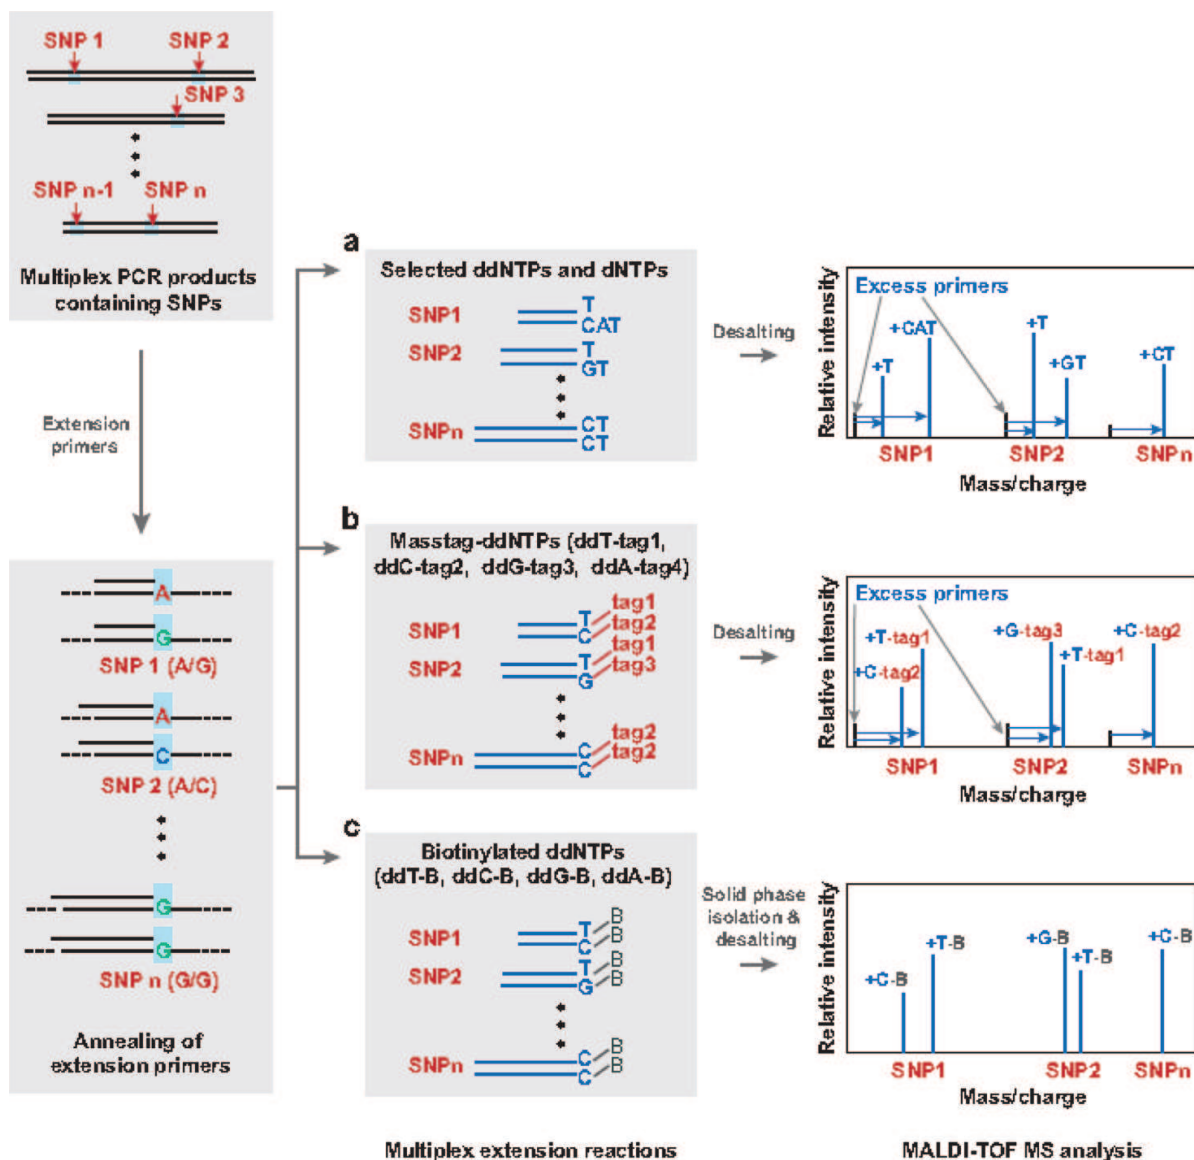 SNP 1
SNP 2
SNP 3
SNP n-1
SNP n
Multiplex PCR products
containing SNPs
Extension
primers
A
G
SNP 1 (A/G)
A
C
SNP 2 (A/C)
G
G
SNP n (G/G)
Annealing of
extension primers
a
Selected ddNTPs and dNTPs
SNP1
T
CAT
SNP2
T
GT
SNPn
CT
CT
Desalting
Relative intensity
Excess primers
+T
+CAT
+T
+GT
+CT
SNP1
SNP2
SNPn
Mass/charge
b
Masstag-ddNTPs (ddT-tag1,
ddC-tag2, ddG-tag3, ddA-tag4)
SNP1
T tag1
C tag2
SNP2
T tag1
G tag3
SNPn
C tag2
C tag2
Desalting
Relative intensity
Excess primers
+T-tag1
+C-tag2
+G-tag3
+T-tag1
+C-tag2
SNP1
SNP2
SNPn
Mass/charge
c
Biotinylated ddNTPs
(ddT-B, ddC-B, ddG-B, ddA-B)
SNP1
T B
C B
SNP2
T B
G B
SNPn
C B
C B
Solid phase
isolation &
desalting
Relative intensity
+C-B
+T-B
+G-B
+T-B
+C-B
SNP1
SNP2
SNPn
Mass/charge
Multiplex extension reactions
MALDI-TOF MS analysis